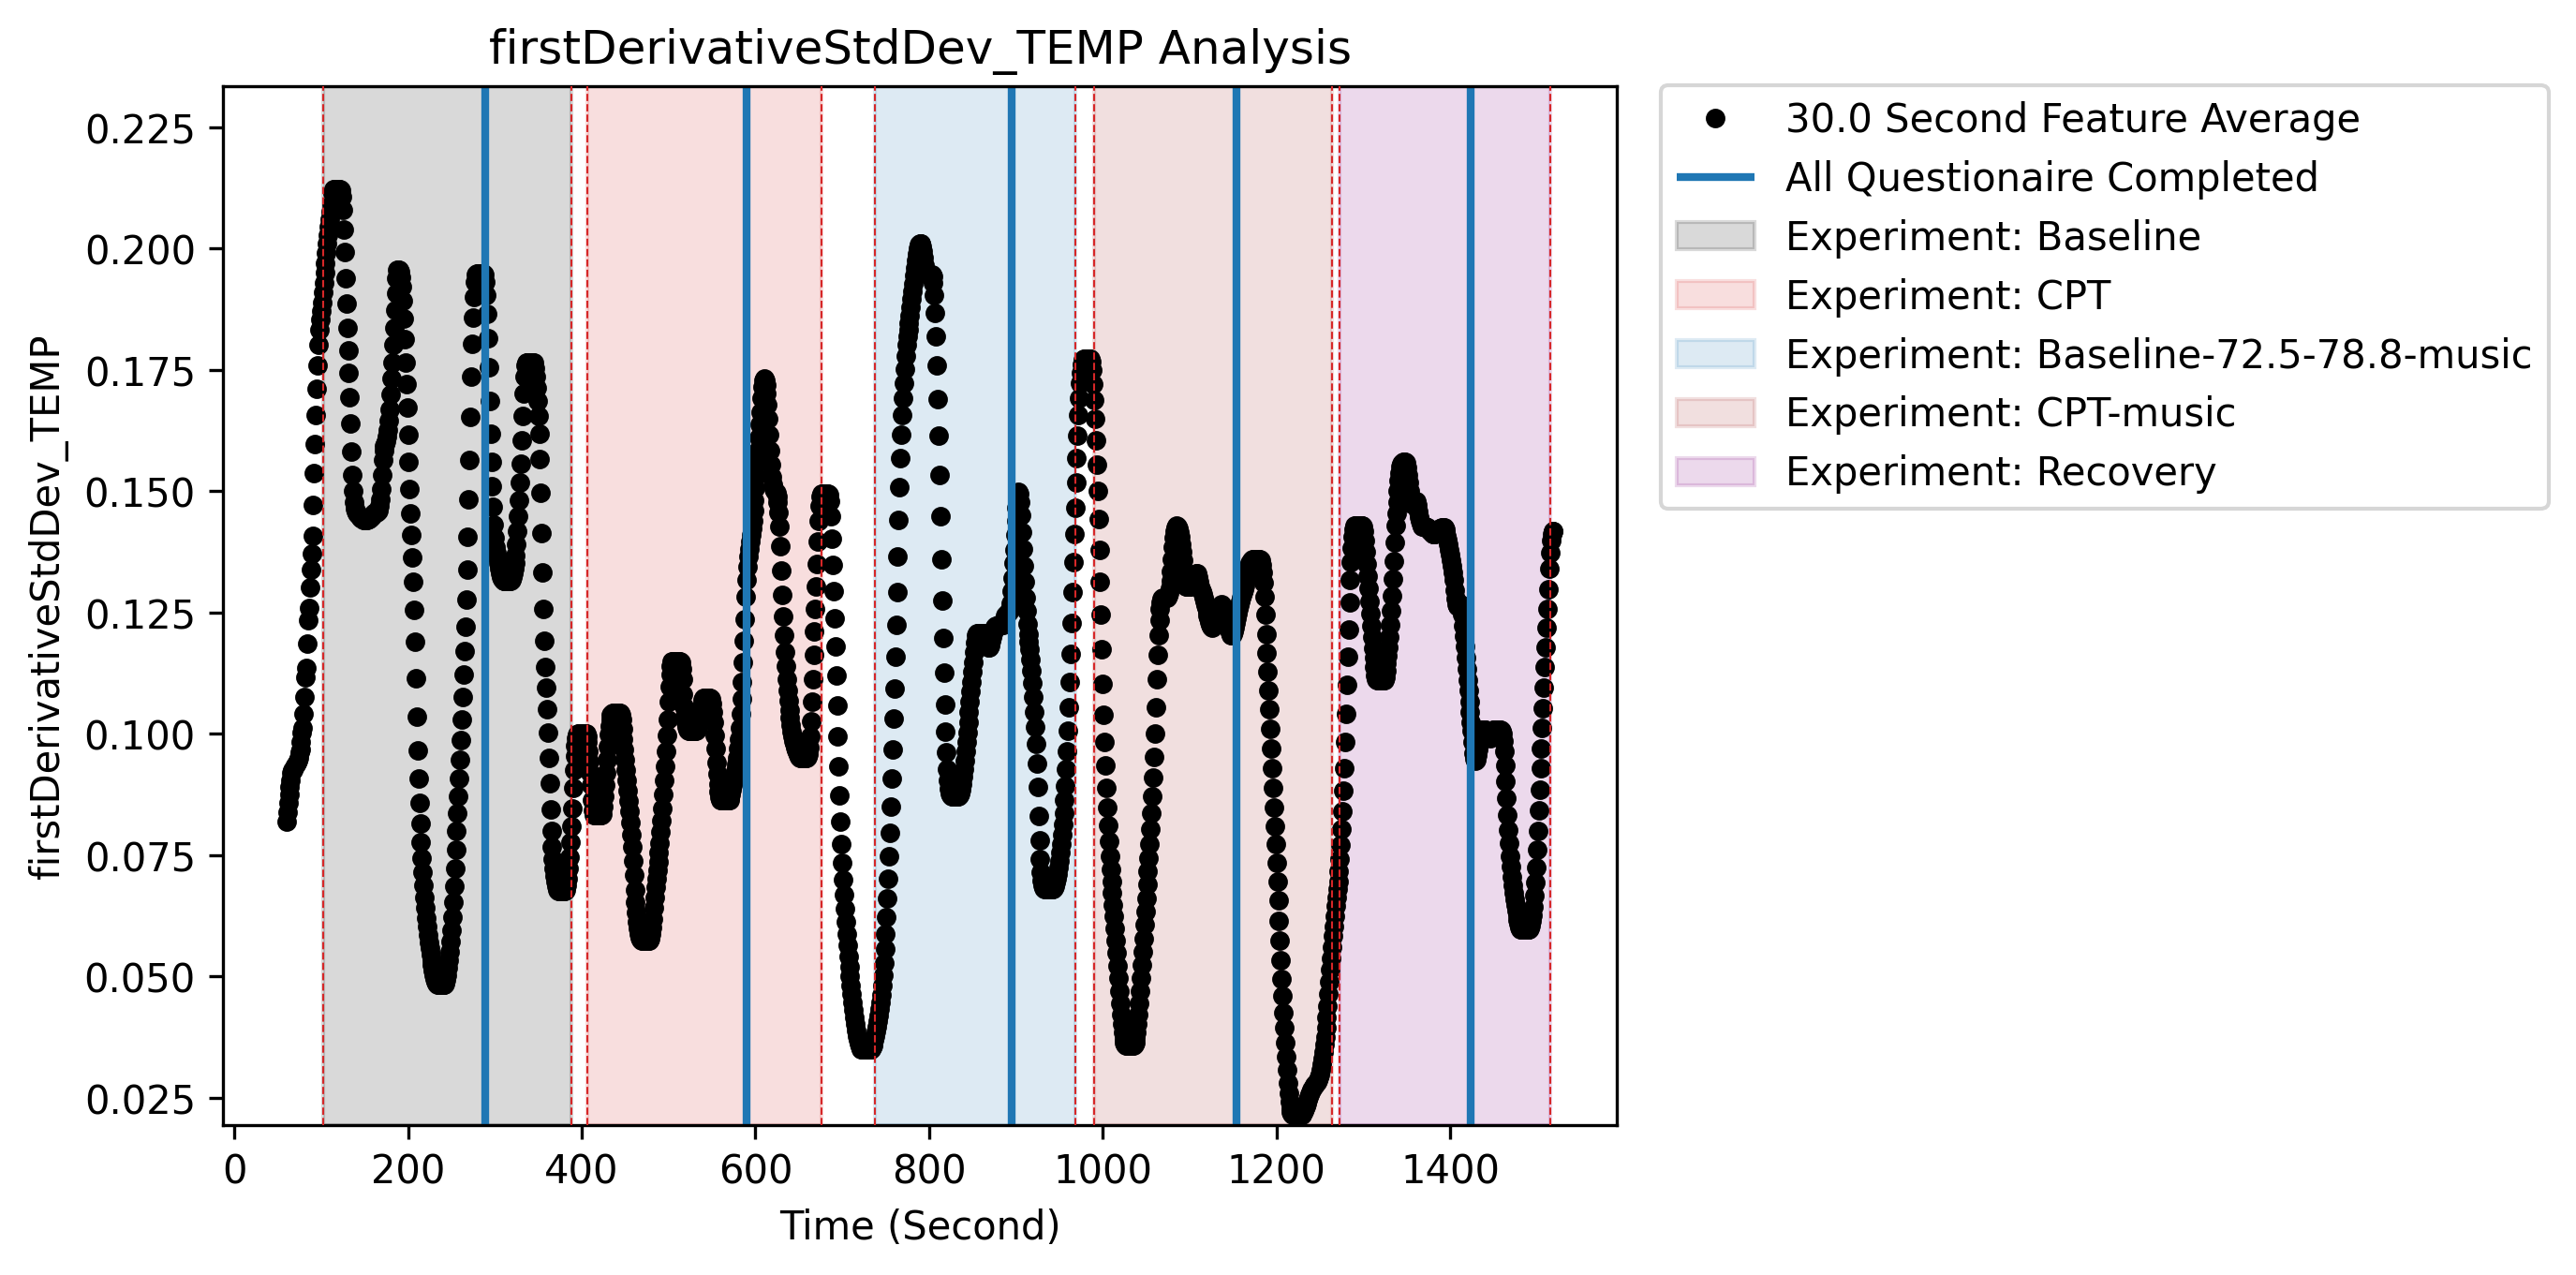 firstDerivativeStdDev_TEMP Analysis
firstDerivativeStdDev_TEMP
0.225
0.200
0.175
0.150
0.125
0.100
0.075
0.050
0.025
0 200 400 600 800 1000 1200 1400
Time (Second)
30.0 Second Feature Average
All Questionaire Completed
Experiment: Baseline
Experiment: CPT
Experiment: Baseline-72.5-78.8-music
Experiment: CPT-music
Experiment: Recovery